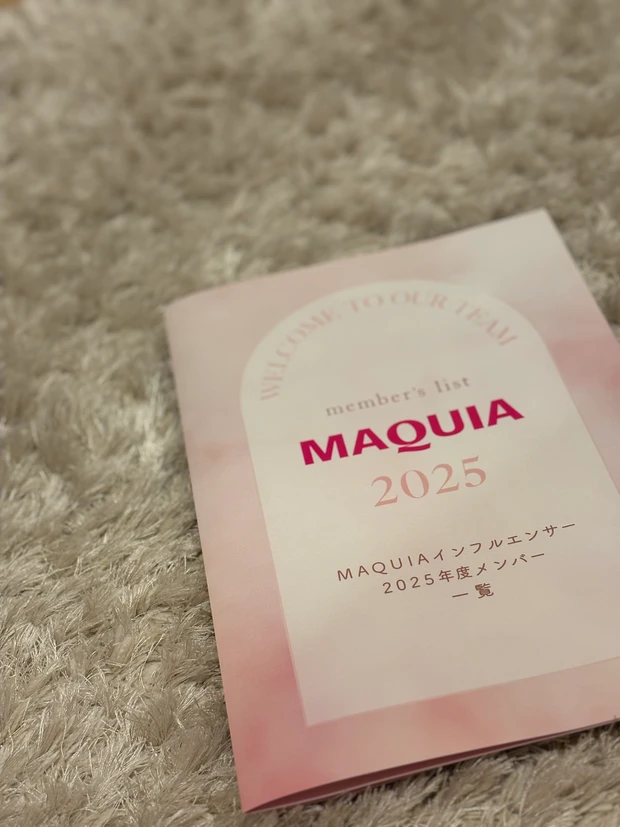 WELCOME TO OUR TEAM
member's list
MAQUIA
2025
MAQUIAインフルエンサー
2025年度メンバー
一覧